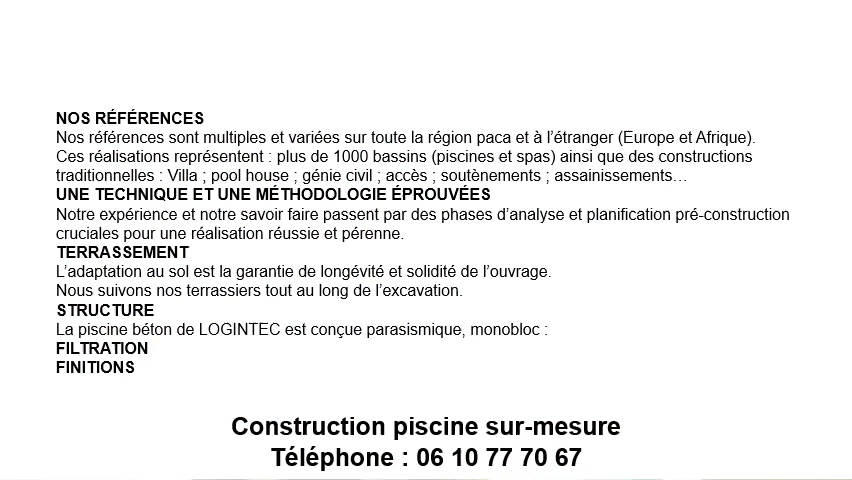 NOS RÉFÉRENCES
Nos références sont multiples et variées sur toute la région paca et à l’étranger (Europe et Afrique).
Ces réalisations représentent : plus de 1000 bassins (piscines et spas) ainsi que des constructions
traditionnelles : Villa ; pool house ; génie civil ; accès ; soutènements ; assainissements…
UNE TECHNIQUE ET UNE MÉTHODOLOGIE ÉPROUVÉES
Notre expérience et notre savoir faire passent par des phases d’analyse et planification pré-construction
cruciales pour une réalisation réussie et pérenne.
TERRASSEMENT
L’adaptation au sol est la garantie de longévité et solidité de l’ouvrage.
Nous suivons nos terrassiers tout au long de l’excavation.
STRUCTURE
La piscine béton de LOGINTEC est conçue parasismique, monobloc :
FILTRATION
FINITIONS
Construction piscine sur-mesure
Téléphone : 06 10 77 70 67